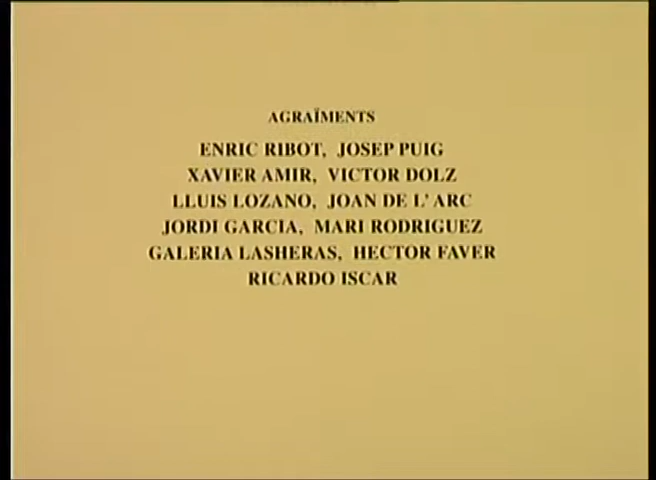 AGRAÏMENTS
ENRIC RIBOT, JOSEP PUIG
XAVIER AMIR, VICTOR DOLZ
LLUIS LOZANO, JOAN DE L' ARC
JORDI GARCIA, MARI RODRIGUEZ
GALERIA LASHERAS, HECTOR FAVER
RICARDO ISCAR